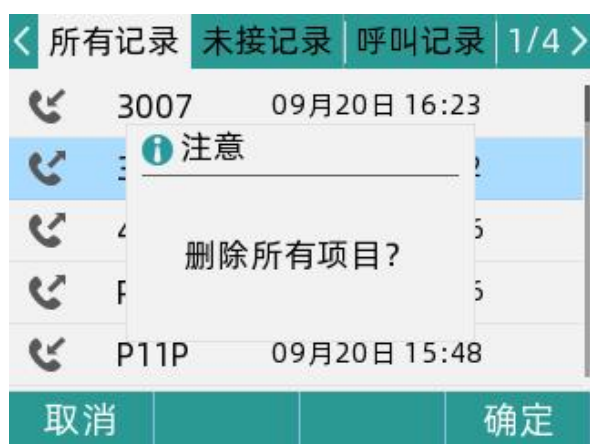 所有记录 未接记录 呼叫记录 1/4
3007 09月20日 16:23
注意
删除所有项目?
P11P 09月20日 15:48
取消 确定